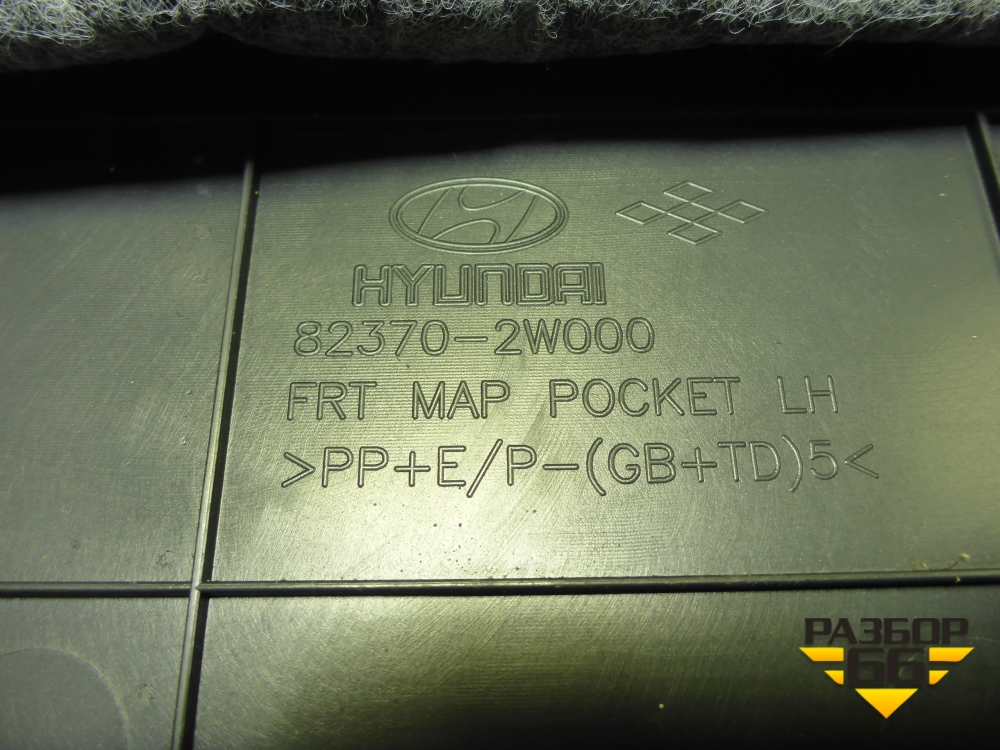 HYUNDAI
82370-2W000
FRT MAP POCKET LH
>PP+E/P-(GB+TD)5<
РАЗБОР
66